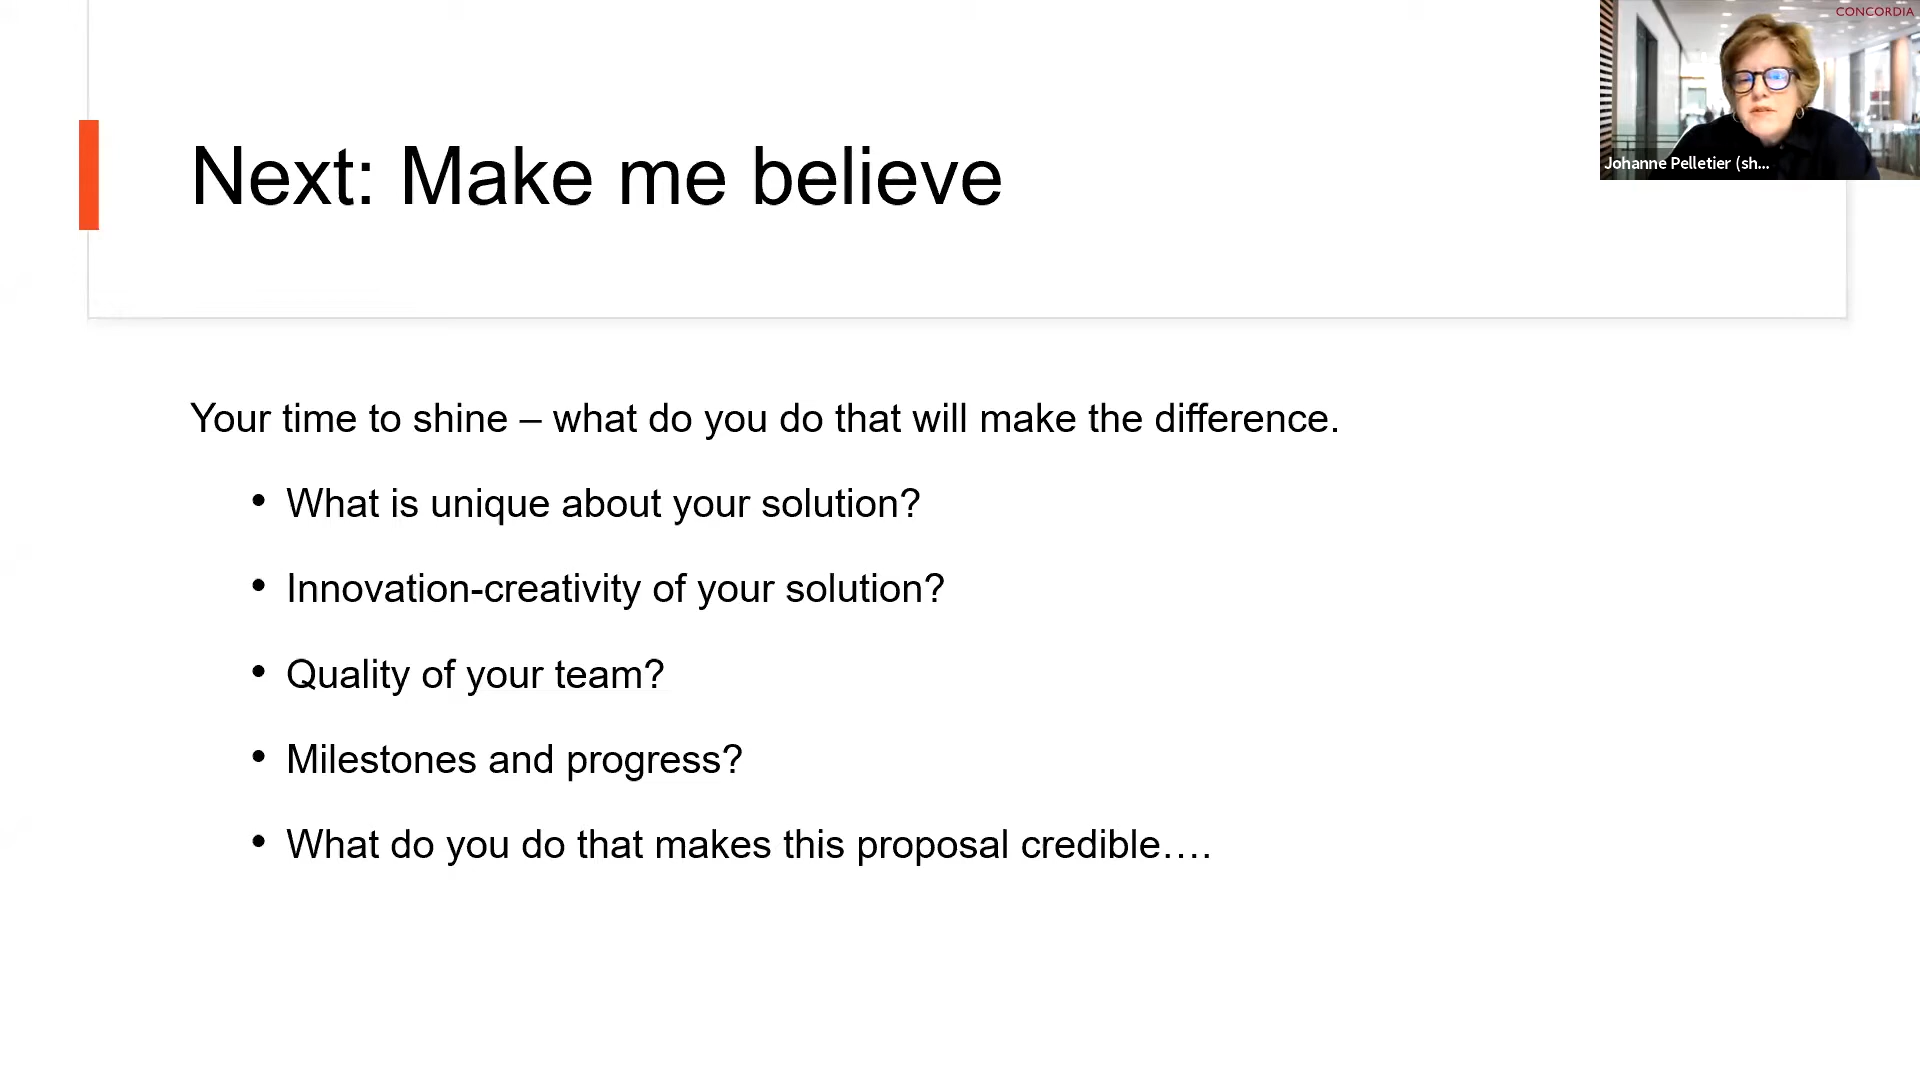 CONCORDIA
Johanne Pelletier (sh...
Next: Make me believe
Your time to shine – what do you do that will make the difference.
• What is unique about your solution?
• Innovation-creativity of your solution?
• Quality of your team?
• Milestones and progress?
• What do you do that makes this proposal credible….